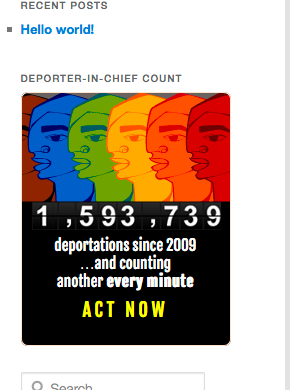 RECENT POSTS
Hello world!
DEPORTER-IN-CHIEF COUNT
1 ,593 ,739
deportations since 2009
...and counting
another every minute
ACT NOW
Search